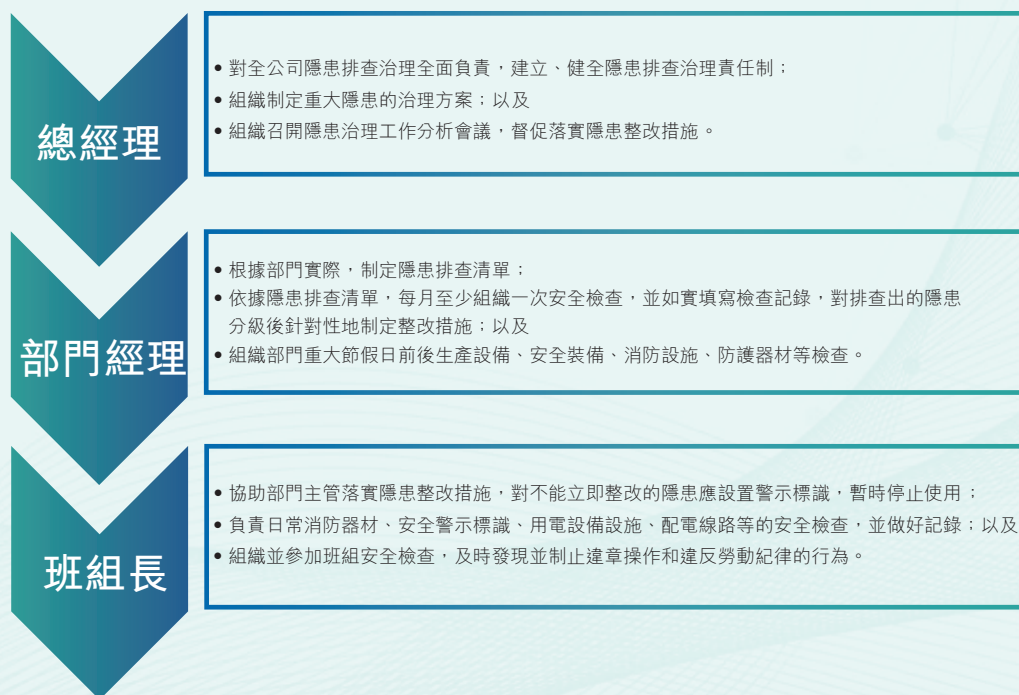 總經理
• 對全公司隱患排查治理全面負責，建立、健全隱患排查治理責任制；
• 組織制定重大隱患的治理方案；以及
• 組織召開隱患治理工作分析會議，督促落實隱患整改措施。
部門經理
• 根據部門實際，制定隱患排查清單；
• 依據隱患排查清單，每月至少組織一次安全檢查，並如實填寫檢查記錄，對排查出的隱患
分級後針對性地制定整改措施；以及
• 組織部門重大節假日前後生產設備、安全裝備、消防設施、防護器材等檢查。
班組長
• 協助部門主管落實隱患整改措施，對不能立即整改的隱患應設置警示標識，暫時停止使用；
• 負責日常消防器材、安全警示標識、用電設備設施、配電線路等的安全檢查，並做好記錄；以及
• 組織並參加班組安全檢查，及時發現並制止違章操作和違反勞動紀律的行為。